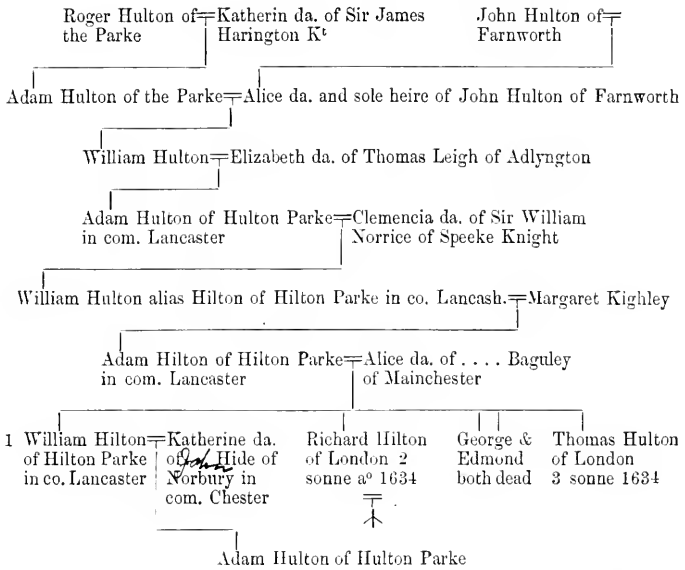 Roger Hulton of Katherin da. of Sir James
the Parke Harington Kt
John Hulton of
Farnworth
Adam Hulton of the Parke Alice da. and sole heire of John Hulton of Farnworth
William Hulton Elizabeth da. of Thomas Leigh of Adlyngton
Adam Hulton of Hulton Parke
in com. Lancaster
Clemencia da. of Sir William
Norrice of Speeke Knight
William Hulton alias Hilton of Hilton Parke in co. Lancash. Margaret Kighley
Adam Hilton of Hilton Parke
in com. Lancaster
Alice da. of . . . . Baguley
of Mainchester
1 William Hilton
of Hilton Parke
in co. Lancaster
Katherine da.
of John Hide of
Norbury in
com. Chester
Richard Hilton
of London 2
sonne aº 1634
George &
Edmond
both dead
Thomas Hulton
of London
3 sonne 1634
Adam Hulton of Hulton Parke